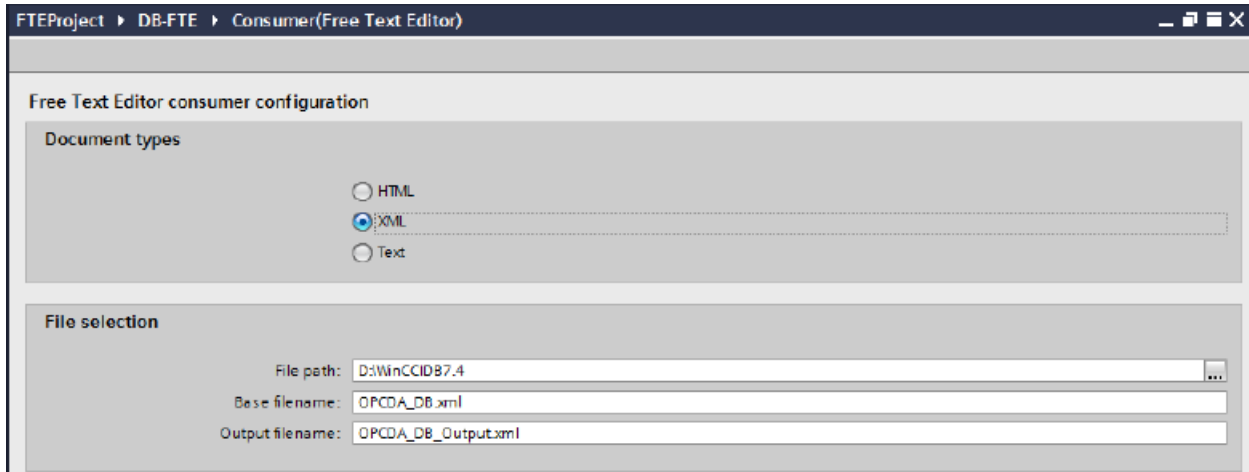 FTEProject ▸ DB-FTE ▸ Consumer(Free Text Editor)
Free Text Editor consumer configuration
Document types
HTML
XML
Text
File selection
File path: D:\WinCCIDB7.4 ...
Base filename: OPCDA_DB.xml
Output filename: OPCDA_DB_Output.xml